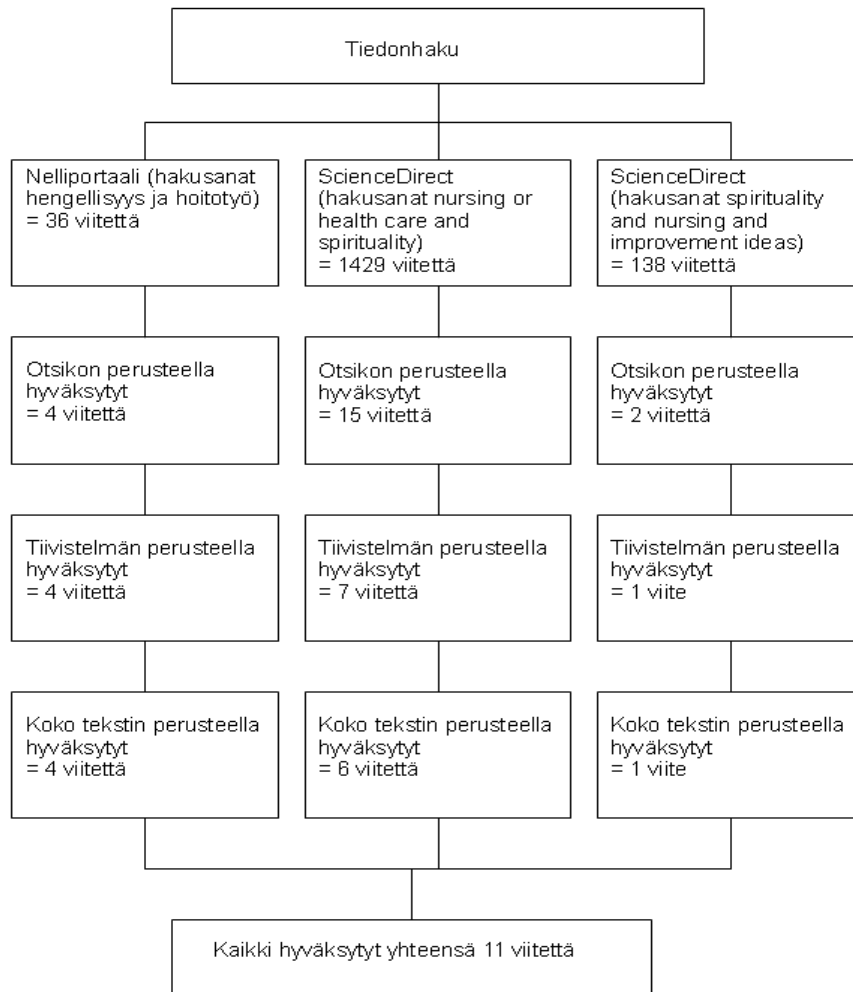 Tiedonhaku
Nelliportaali (hakusanat
hengellisyys ja hoitotyö)
= 36 viitettä
ScienceDirect
(hakusanat nursing or
health care and
spirituality)
= 1429 viitettä
ScienceDirect
(hakusanat spirituality
and nursing and
improvement ideas)
= 138 viitettä
Otsikon perusteella
hyväksytyt
= 4 viitettä
Otsikon perusteella
hyväksytyt
= 15 viitettä
Otsikon perusteella
hyväksytyt
= 2 viitettä
Tiivistelmän perusteella
hyväksytyt
= 4 viitettä
Tiivistelmän perusteella
hyväksytyt
= 7 viitettä
Tiivistelmän perusteella
hyväksytyt
= 1 viite
Koko tekstin perusteella
hyväksytyt
= 4 viitettä
Koko tekstin perusteella
hyväksytyt
= 6 viitettä
Koko tekstin perusteella
hyväksytyt
= 1 viite
Kaikki hyväksytyt yhteensä 11 viitettä